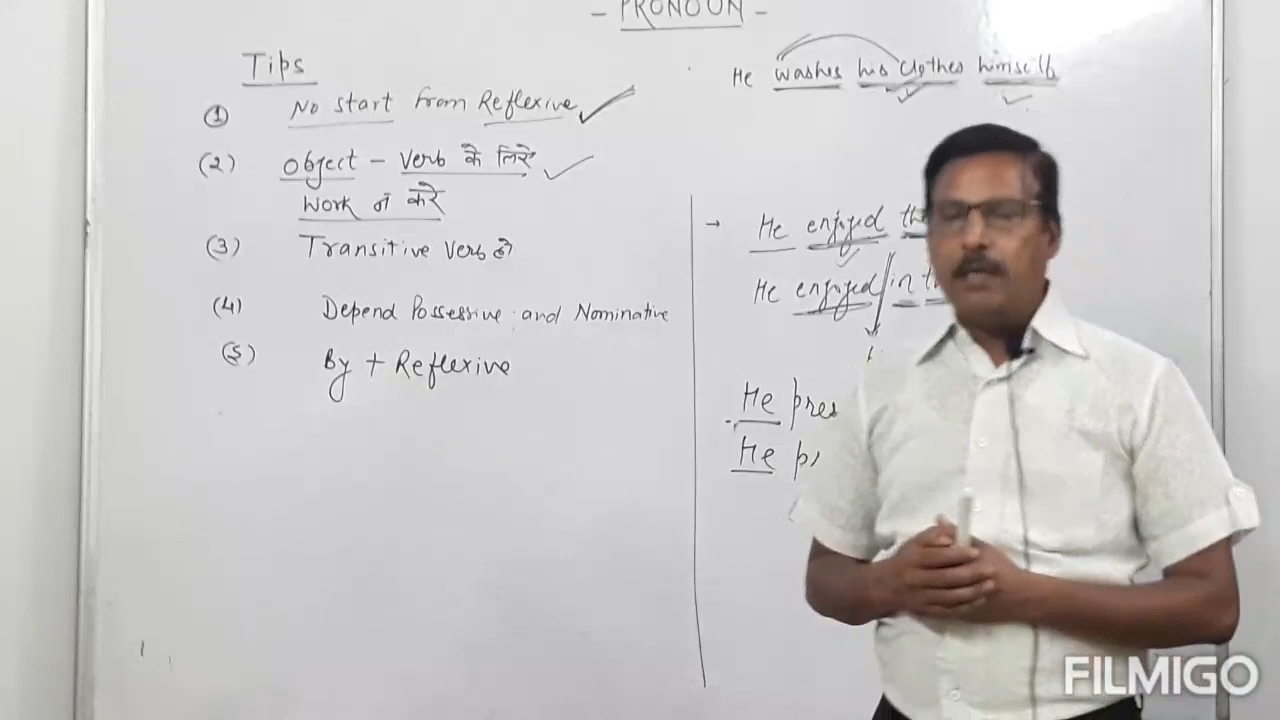 - PRONOUN -
Tips
(1) No start from Reflexive
(2) Object - Verb के लिये
Work न करे
(3) Transitive Verb हो
(4) Depend Possessive and Nominative
(5) By + Reflexive
He washes his clothes himself
→ He enjoyed
He enjoyed in
He
He
FILMIGO